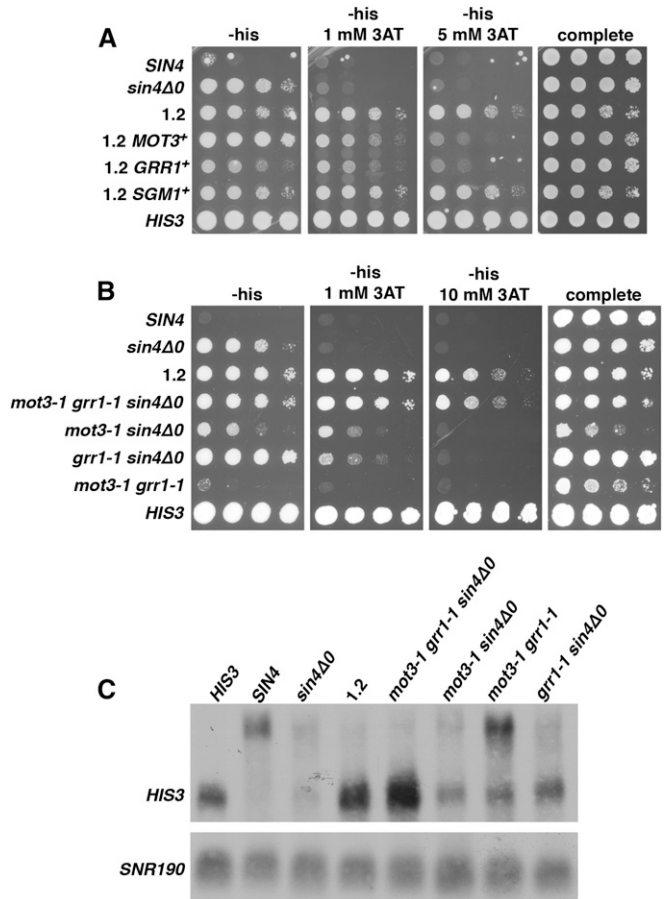 A
-his
-his
1 mM 3AT
-his
5 mM 3AT
complete
SIN4
sin4Δ0
1.2
1.2 MOT3+
1.2 GRR1+
1.2 SGM1+
HIS3
B
-his
-his
1 mM 3AT
-his
10 mM 3AT
complete
SIN4
sin4Δ0
1.2
mot3-1 grr1-1 sin4Δ0
mot3-1 sin4Δ0
grr1-1 sin4Δ0
mot3-1 grr1-1
HIS3
C
HIS3
SIN4
sin4Δ0
1.2
mot3-1 grr1-1 sin4Δ0
mot3-1 sin4Δ0
mot3-1 grr1-1
grr1-1 sin4Δ0
HIS3
SNR190